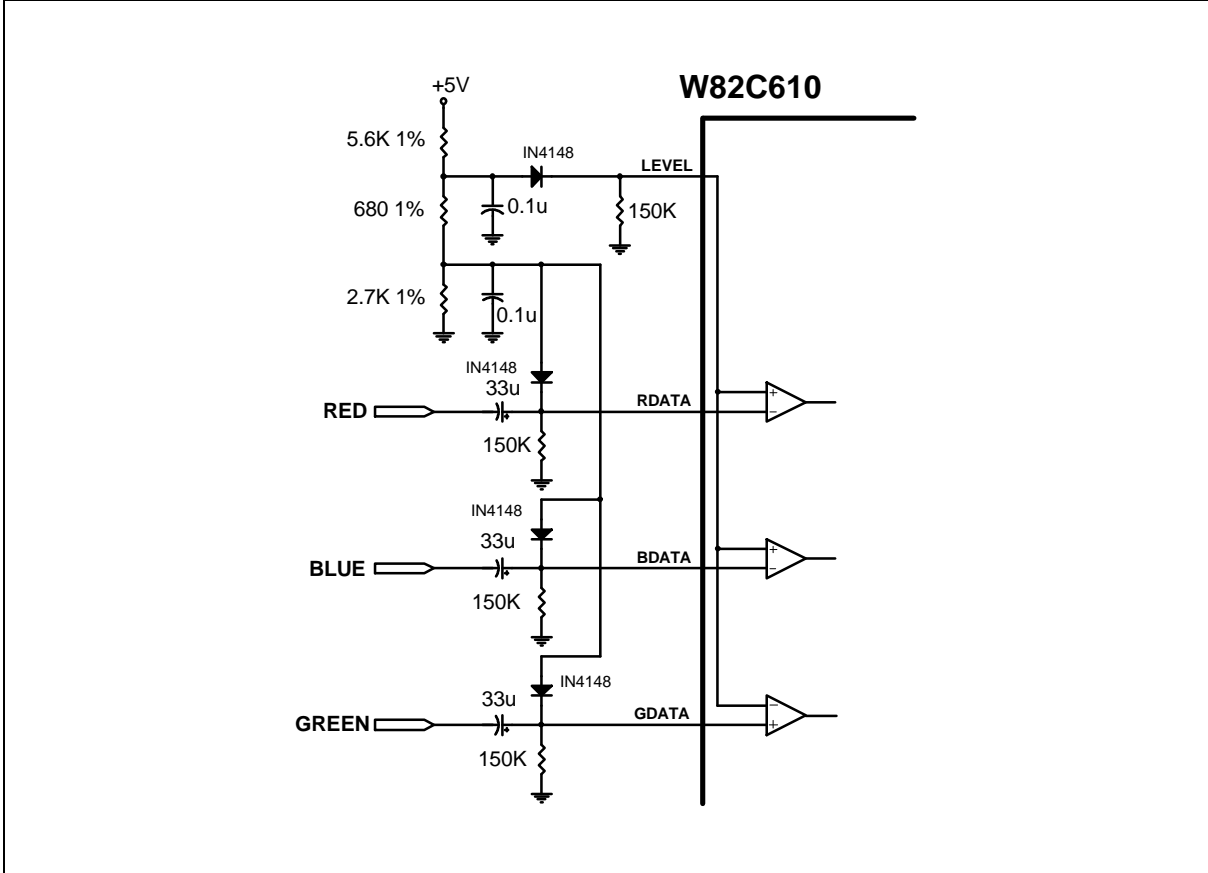 W82C610
+5V
5.6K 1%
IN4148
LEVEL
680 1%
0.1u
150K
2.7K 1%
0.1u
IN4148
33u
RED
RDATA
+
−
150K
IN4148
33u
BLUE
BDATA
+
−
150K
IN4148
33u
GREEN
GDATA
−
+
150K